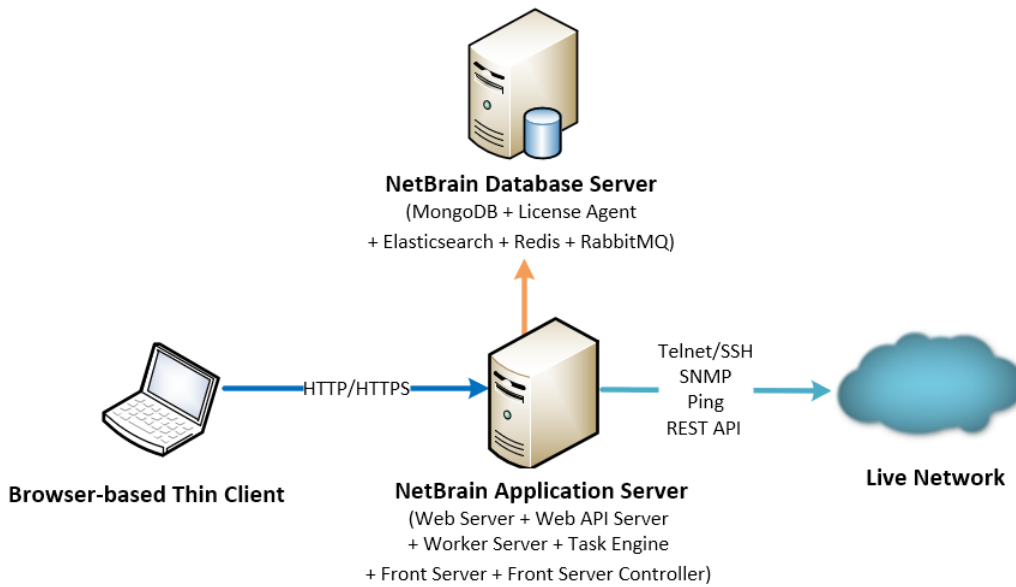 NetBrain Database Server
(MongoDB + License Agent
+ Elasticsearch + Redis + RabbitMQ)
HTTP/HTTPS
Telnet/SSH
SNMP
Ping
REST API
Browser-based Thin Client
NetBrain Application Server
(Web Server + Web API Server
+ Worker Server + Task Engine
+ Front Server + Front Server Controller)
Live Network